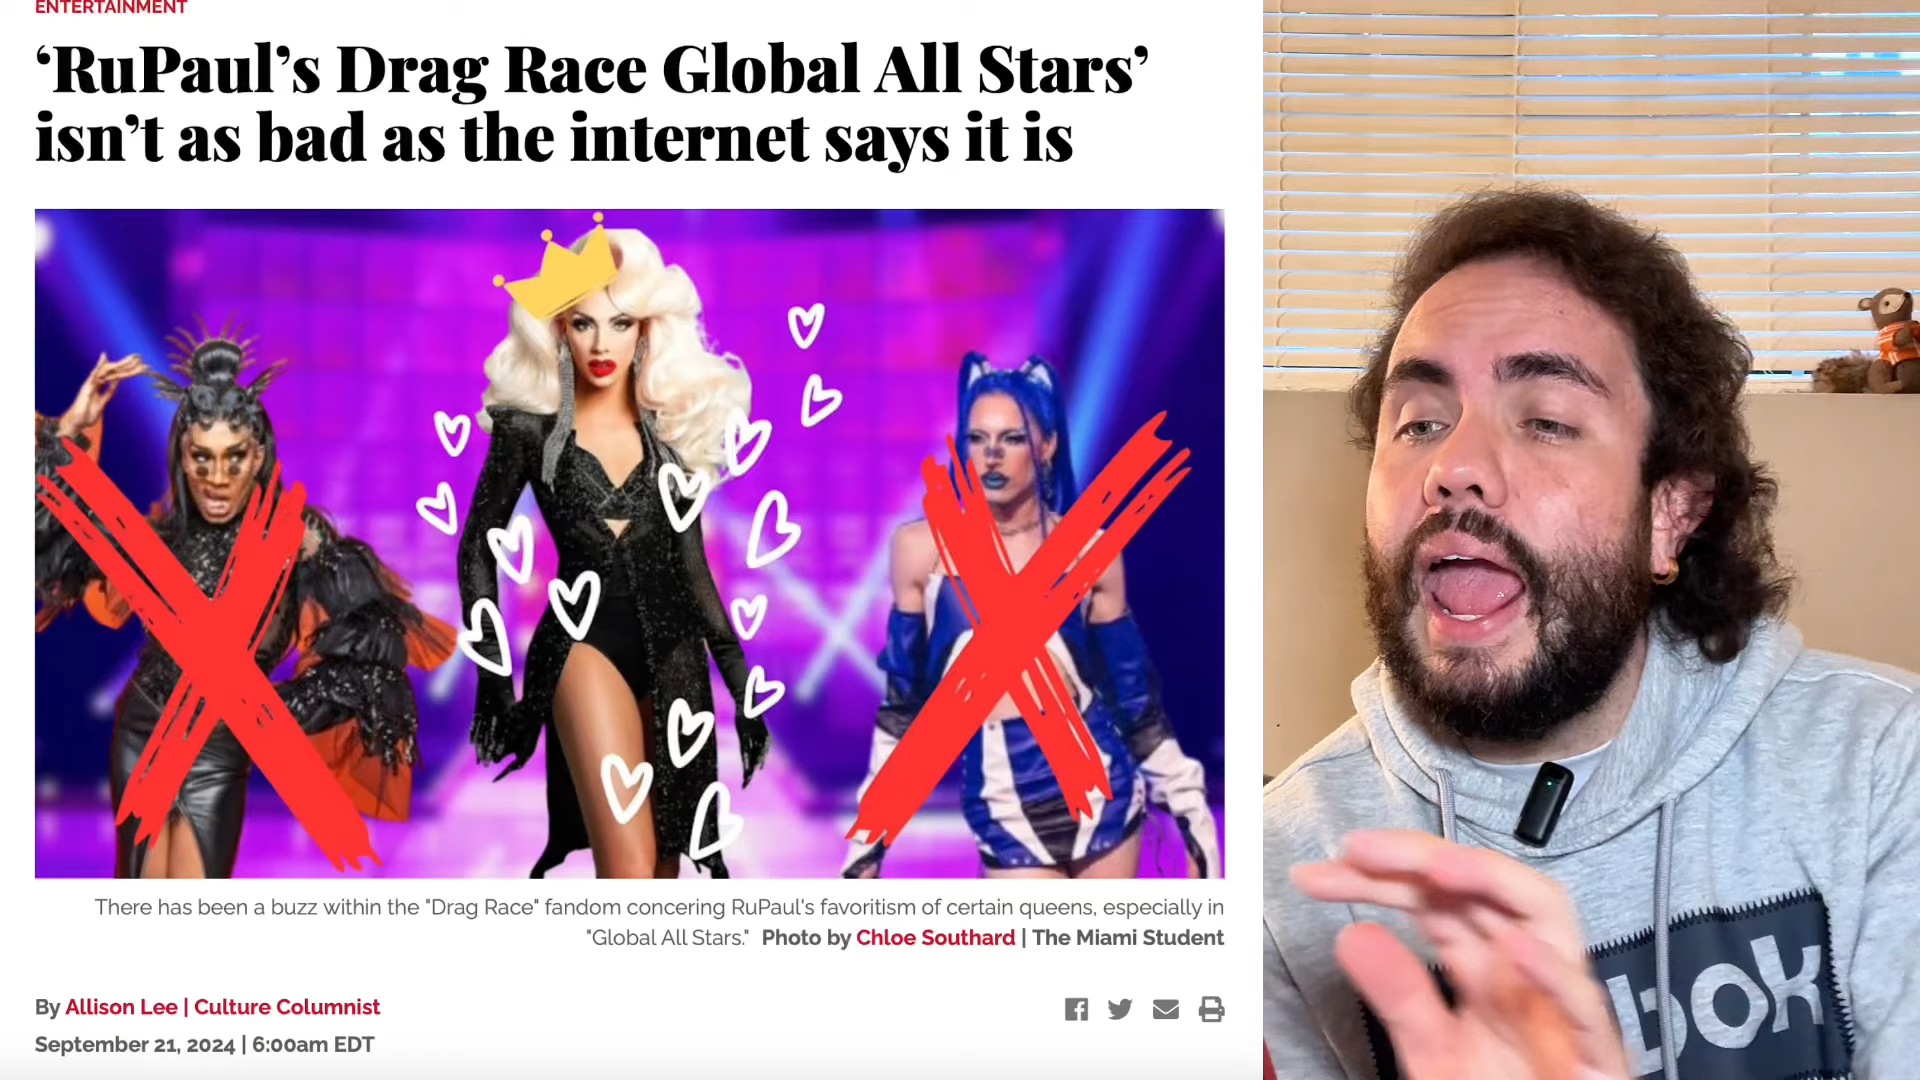 ENTERTAINMENT
‘RuPaul’s Drag Race Global All Stars’
isn’t as bad as the internet says it is
There has been a buzz within the "Drag Race" fandom concering RuPaul's favoritism of certain queens, especially in
"Global All Stars." Photo by Chloe Southard | The Miami Student
By Allison Lee | Culture Columnist
September 21, 2024 | 6:00am EDT
bok